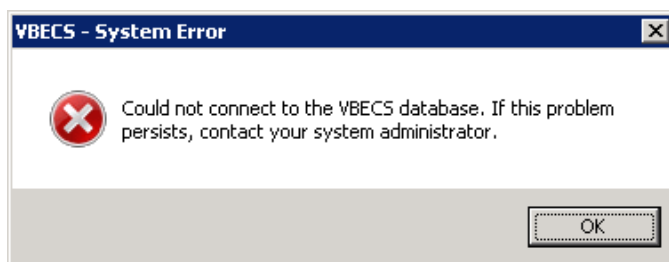 VBECS - System Error
Could not connect to the VBECS database. If this problem
persists, contact your system administrator.
OK